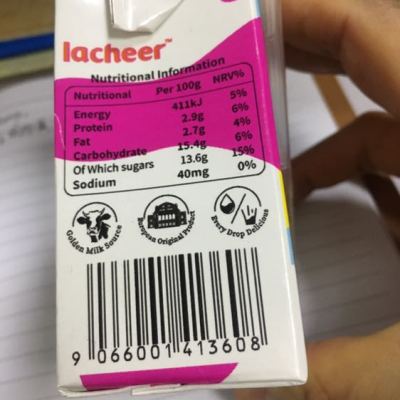 lacheer™
Nutritional Information
Nutritional Per 100g NRV%
Energy 411kJ 5%
Protein 2.9g 6%
Fat 2.7g 4%
Carbohydrate 15.4g 6%
Of Which sugars 13.6g 15%
Sodium 40mg 0%
Golden Milk Source
European Original Product
Every Drop Delicious
9 066001 413608